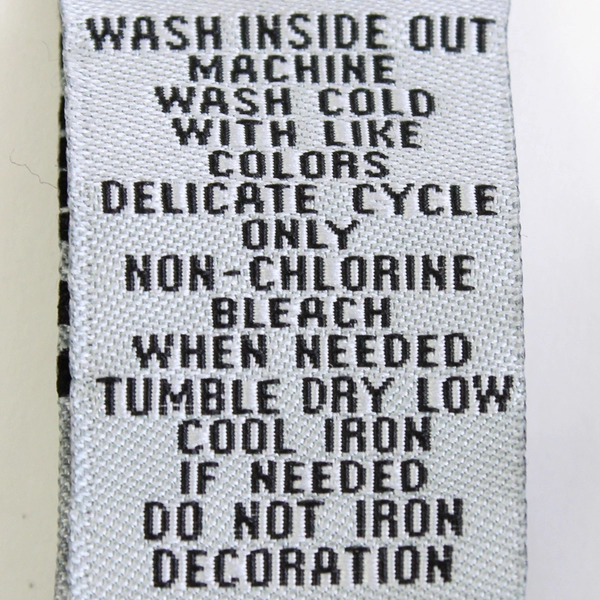 WASH INSIDE OUT
MACHINE
WASH COLD
WITH LIKE
COLORS
DELICATE CYCLE
ONLY
NON-CHLORINE
BLEACH
WHEN NEEDED
TUMBLE DRY LOW
COOL IRON
IF NEEDED
DO NOT IRON
DECORATION